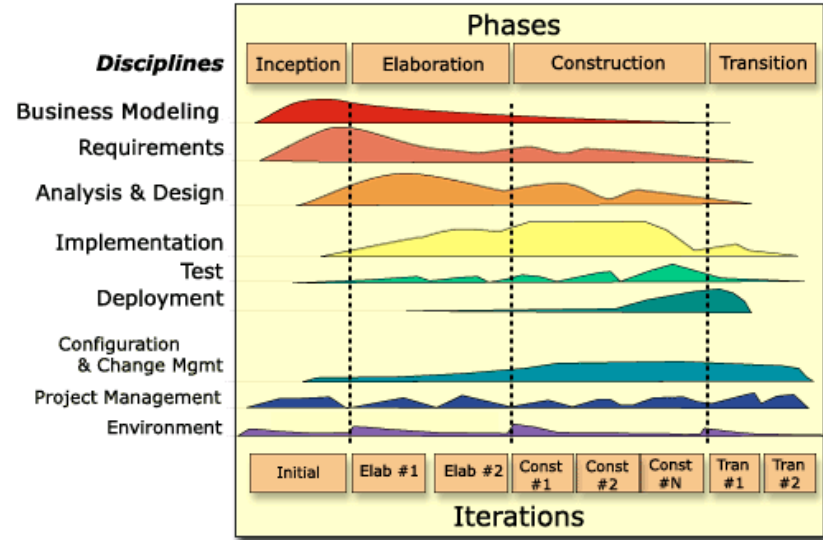 Phases
Disciplines
Inception
Elaboration
Construction
Transition
Business Modeling
Requirements
Analysis & Design
Implementation
Test
Deployment
Configuration
& Change Mgmt
Project Management
Environment
Initial
Elab #1
Elab #2
Const
#1
Const
#2
Const
#N
Tran
#1
Tran
#2
Iterations